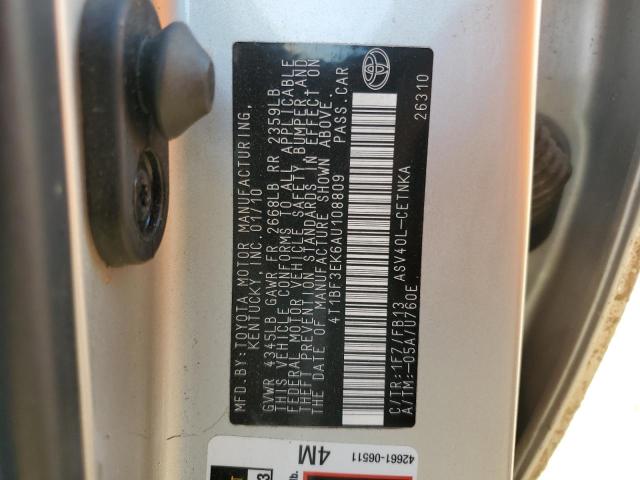 MFD.BY:TOYOTA MOTOR MANUFACTURING,
KENTUCKY, INC. 01/10
GVWR 4345LB GAWR FR 2668LB RR 2359LB
THIS VEHICLE CONFORMS TO ALL APPLICABLE
FEDERAL MOTOR VEHICLE SAFETY, BUMPER, AND
THEFT PREVENTION STANDARDS IN EFFECT ON
THE DATE OF MANUFACTURE SHOWN ABOVE.
4T1BF3EK6AU108809 PASS.CAR
C/TR:1F7/FB13 ASV40L-CETNKA
A/TM:-05A/U760E 26310
4M
42661-06511
3
lb.